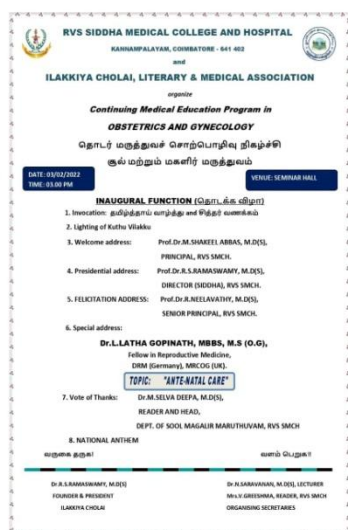 RVS SIDDHA MEDICAL COLLEGE AND HOSPITAL
KANNAMPALAYAM, COIMBATORE - 641 402
and
ILAKKIYA CHOLAI, LITERARY & MEDICAL ASSOCIATION
organize
Continuing Medical Education Program in
OBSTETRICS AND GYNECOLOGY
தொடர் மருத்துவச் சொற்பொழிவு நிகழ்ச்சி
சூல் மற்றும் மகளிர் மருத்துவம்
DATE: 03/02/2022
TIME: 03.00 PM
VENUE: SEMINAR HALL
INAUGURAL FUNCTION (தொடக்க விழா)
1. Invocation: தமிழ்த்தாய் வாழ்த்து and சித்தர் வணக்கம்
2. Lighting of Kuthu Vilakku
3. Welcome address: Prof.Dr.M.SHAKEEL ABBAS, M.D(S),
PRINCIPAL, RVS SMCH.
4. Presidential address: Prof.Dr.R.S.RAMASWAMY, M.D(S),
DIRECTOR (SIDDHA), RVS SMCH.
5. FELICITATION ADDRESS: Prof.Dr.R.NEELAVATHY, M.D(S),
SENIOR PRINCIPAL, RVS SMCH.
6. Special address:
Dr.L.LATHA GOPINATH, MBBS, M.S (O.G),
Fellow in Reproductive Medicine,
DRM (Germany), MRCOG (UK).
TOPIC: "ANTE-NATAL CARE"
7. Vote of Thanks: Dr.M.SELVA DEEPA, M.D(S),
READER AND HEAD,
DEPT. OF SOOL MAGALIR MARUTHUVAM, RVS SMCH
8. NATIONAL ANTHEM
வருகை தருக! வளம் பெறுக!!
Dr.R.S.RAMASWAMY, M.D(S) Dr.N.SARAVANAN, M.D(S), LECTURER
FOUNDER & PRESIDENT Mrs.V.GREESHMA, READER, RVS SMCH
ILAKKIYA CHOLAI ORGANISING SECRETARIES